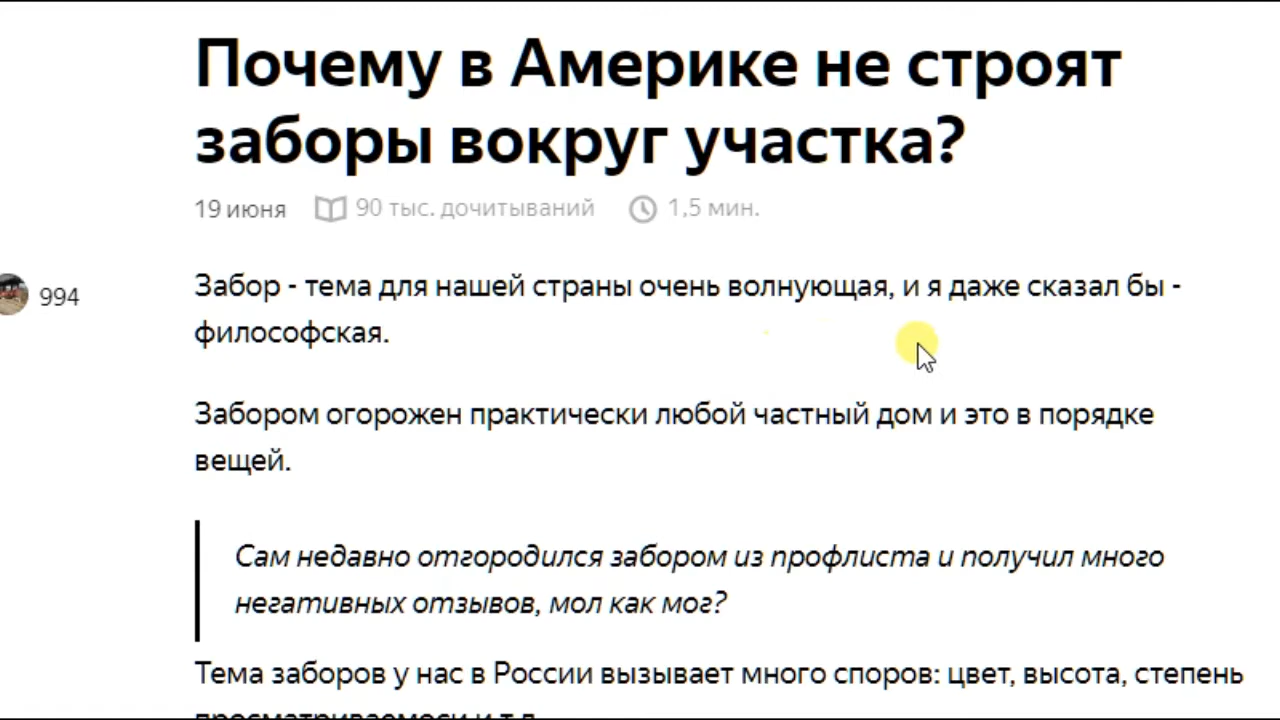 Почему в Америке не строят
заборы вокруг участка?
19 июня 90 тыс. дочитываний 1,5 мин.
994
Забор - тема для нашей страны очень волнующая, и я даже сказал бы -
философская.
Забором огорожен практически любой частный дом и это в порядке
вещей.
Сам недавно отгородился забором из профлиста и получил много
негативных отзывов, мол как мог?
Тема заборов у нас в России вызывает много споров: цвет, высота, степень